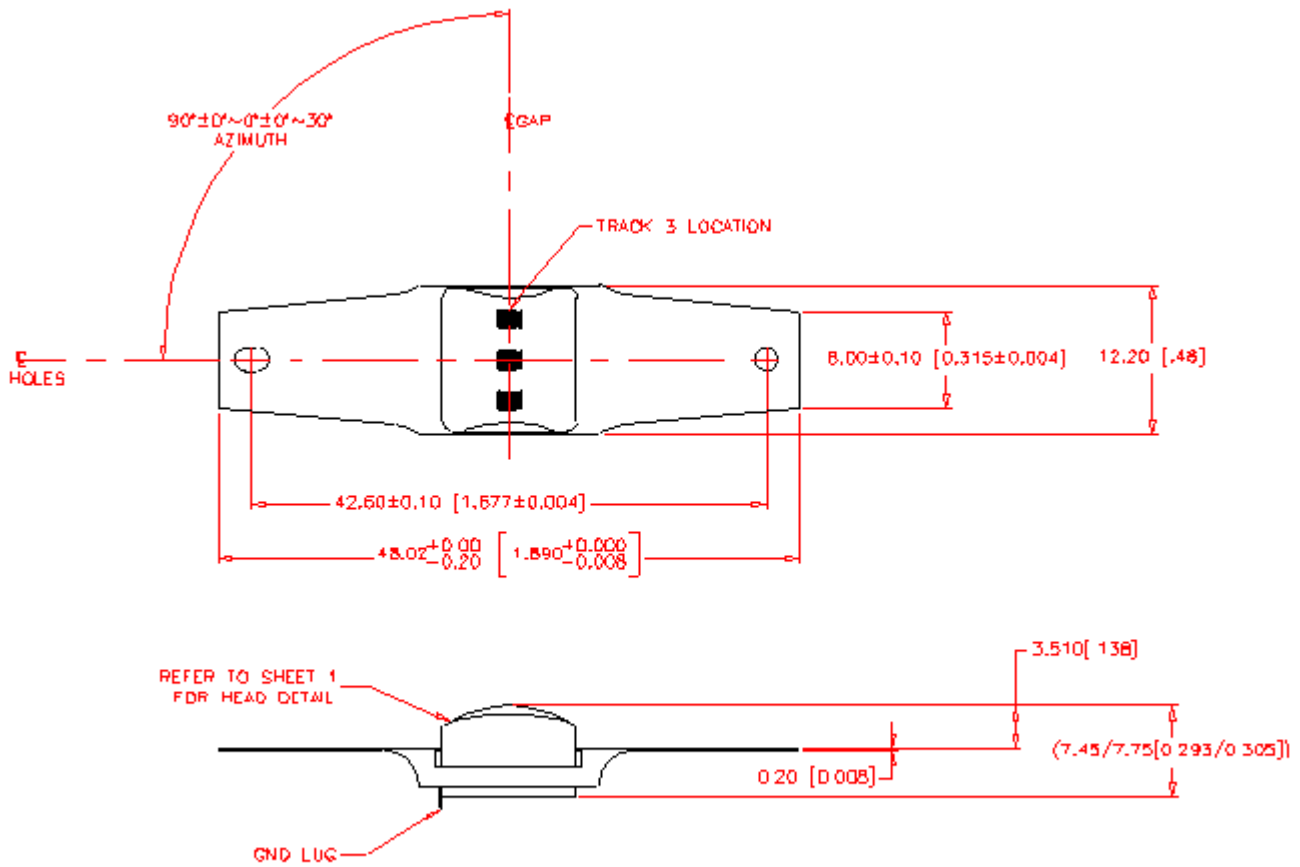 90°±0°~0°±0°~30°
AZIMUTH
℄GAP
TRACK 3 LOCATION
℄
HOLES
8.00±0.10 [0.315±0.004]
12.20 [.48]
42.60±0.10 [1.677±0.004]
48.02+0.00 -0.20 [1.890+0.000 -0.008]
REFER TO SHEET 1
FOR HEAD DETAIL
3.510[ 138]
(7.45/7.75[0 293/0 305])
0 20 [0 008]
GND LUG